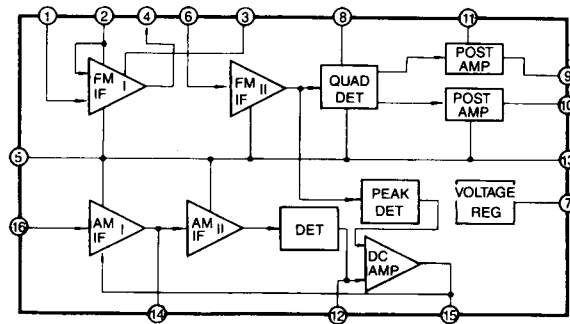 1 2 4 6 3 8 11
FM I
IF
FM II
IF
QUAD
DET
POST
AMP
9
POST
AMP
10
5 13
16
AM I
IF
AM II
IF
DET
PEAK
DET
VOLTAGE
REG
7
DC
AMP
14 12 15